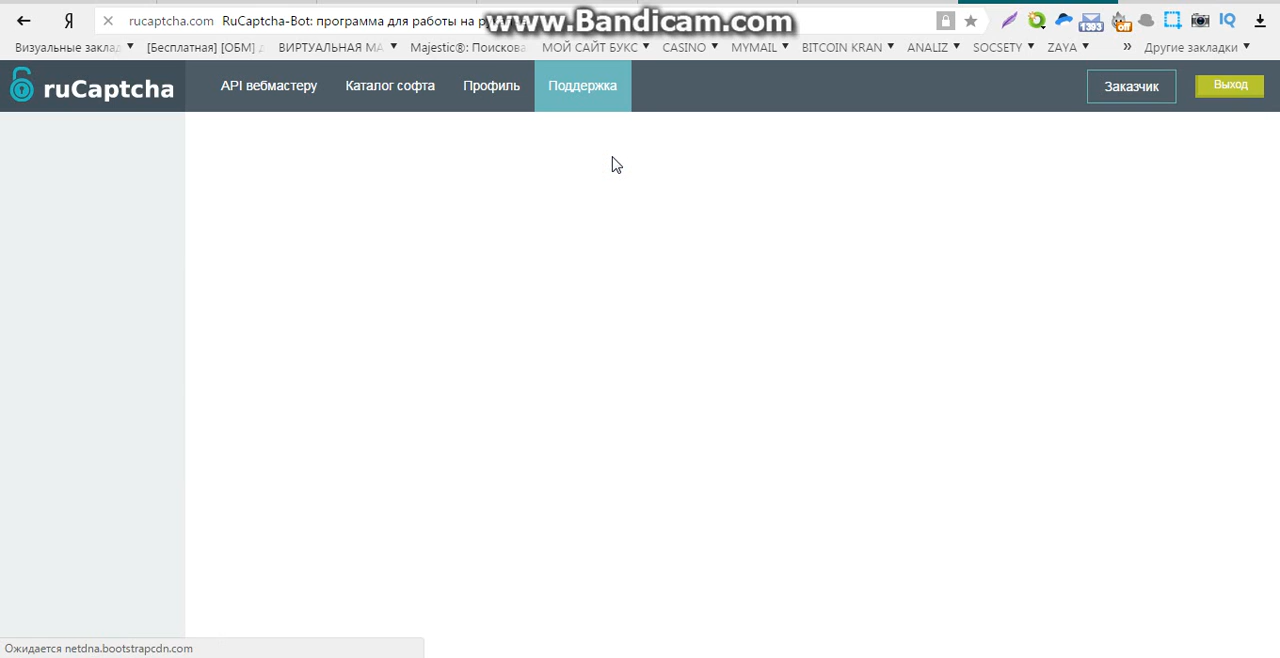 www.Bandicam.com
Я rucaptcha.com RuCaptcha-Bot: программа для работы на
1393 Off IQ
Визуальные заклад [Бесплатная] [ОБМ] ВИРТУАЛЬНАЯ МА Majestic®: Поискова МОЙ САЙТ БУКС CASINO MYMAIL BITCOIN KRAN ANALIZ SOCSETY ZAYA » Другие закладки
ruCaptcha API вебмастеру Каталог софта Профиль Поддержка Заказчик Выход
Ожидается netdna.bootstrapcdn.com